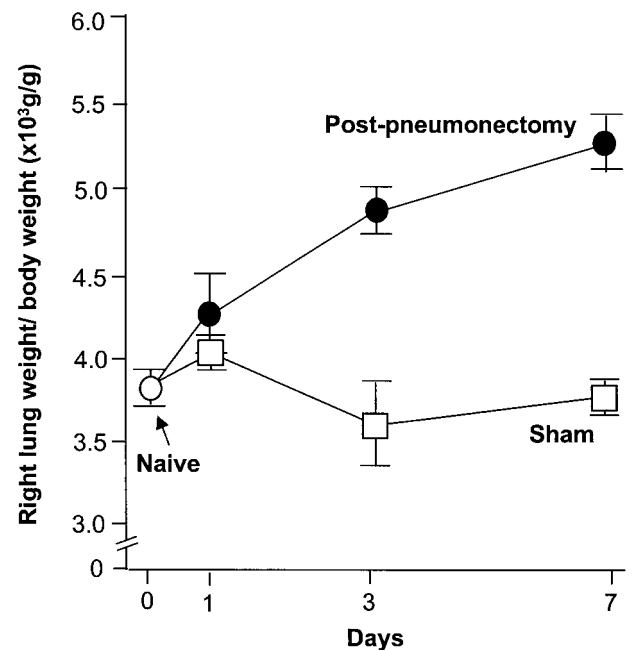 Right lung weight/ body weight (x10³g/g)
6.0
5.5
5.0
4.5
4.0
3.5
3.0
0
Post-pneumonectomy
Naive
Sham
0 1 3 7
Days